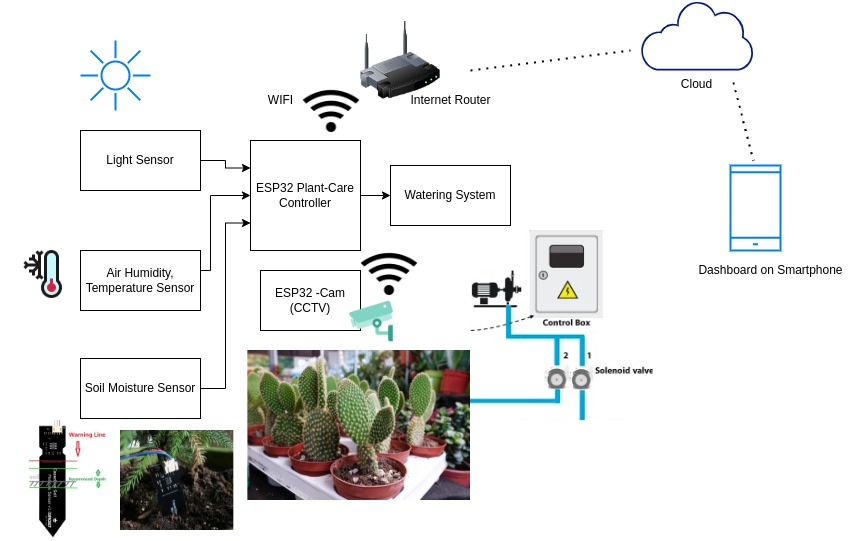 WIFI
Internet Router
Cloud
Light Sensor
ESP32 Plant-Care
Controller
Watering System
Air Humidity,
Temperature Sensor
ESP32 -Cam
(CCTV)
Dashboard on Smartphone
Control Box
2
1
Solenoid valve
Soil Moisture Sensor
Warning Line